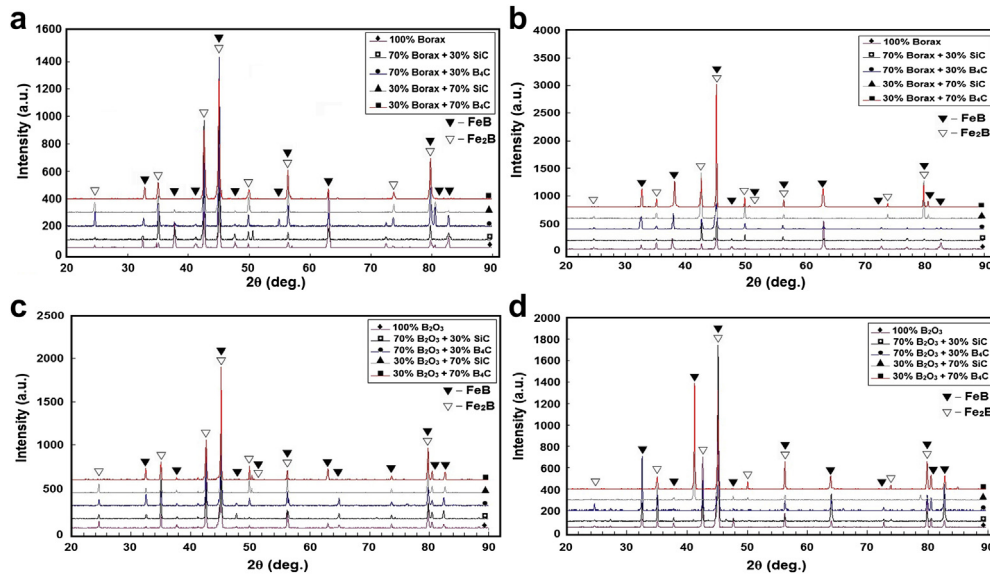 a
1600
1400
1200
1000
800
600
400
200
0
20 30 40 50 60 70 80 90
Intensity (a.u.)
2θ (deg.)
100% Borax
70% Borax + 30% SiC
70% Borax + 30% B₄C
30% Borax + 70% SiC
30% Borax + 70% B₄C
– FeB
– Fe₂B
b
4000
3000
2000
1000
800
600
400
200
0
20 30 40 50 60 70 80 90
Intensity (a.u.)
2θ (deg.)
100% Borax
70% Borax + 30% SiC
70% Borax + 30% B₄C
30% Borax + 70% SiC
30% Borax + 70% B₄C
– FeB
– Fe₂B
c
2500
2000
1500
1000
500
0
20 30 40 50 60 70 80 90
Intensity (a.u.)
2θ (deg.)
100% B₂O₃
70% B₂O₃ + 30% SiC
70% B₂O₃ + 30% B₄C
30% B₂O₃ + 70% SiC
30% B₂O₃ + 70% B₄C
– FeB
– Fe₂B
d
2000
1800
1600
1400
1200
1000
800
600
400
200
0
20 30 40 50 60 70 80 90
Intensity (a.u.)
2θ (deg.)
100% B₂O₃
70% B₂O₃ + 30% SiC
70% B₂O₃ + 30% B₄C
30% B₂O₃ + 70% SiC
30% B₂O₃ + 70% B₄C
– FeB
– Fe₂B